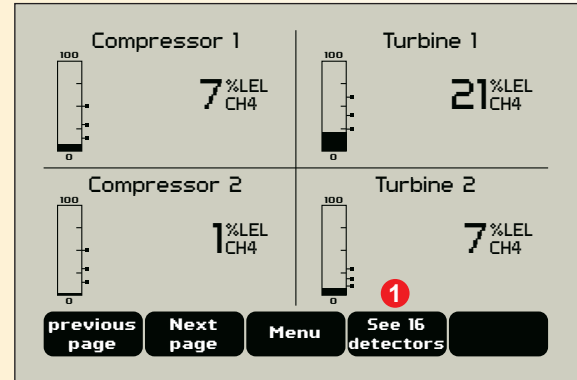 Compressor 1
100
7 %LEL
CH4
0
Turbine 1
100
21 %LEL
CH4
0
Compressor 2
100
1 %LEL
CH4
0
Turbine 2
100
7 %LEL
CH4
0
1
previous
page
Next
page
Menu
See 16
detectors